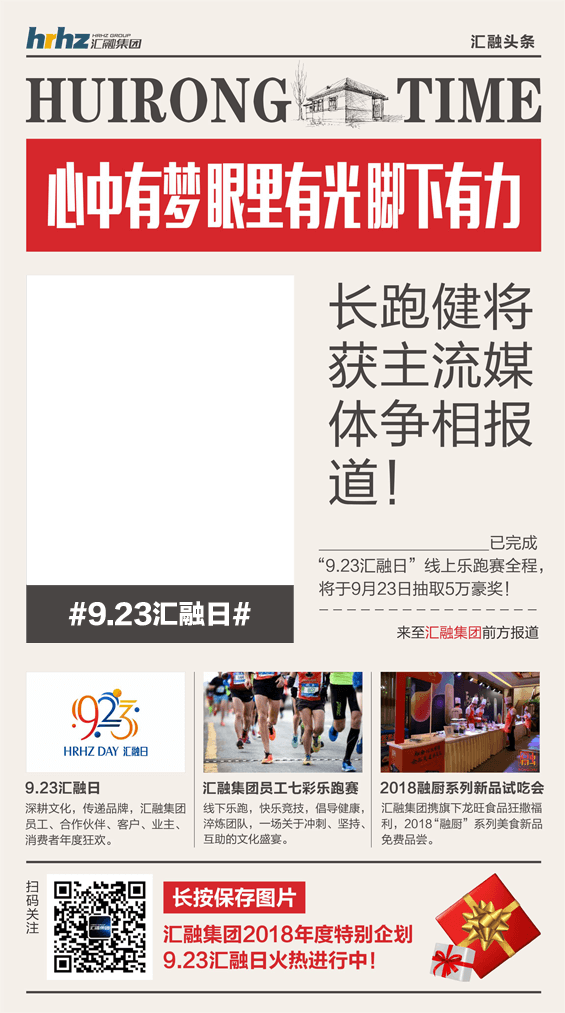 hrhz HRHZ GROUP 汇融集团
汇融头条
HUIRONG TIME
心中有梦 眼里有光 脚下有力
长跑健将
获主流媒
体争相报
道！
已完成
“9.23汇融日”线上乐跑赛全程，
将于9月23日抽取5万豪奖！
来至汇融集团前方报道
#9.23汇融日#
923
HRHZ DAY 汇融日
9.23汇融日
深耕文化，传递品牌，汇融集团
员工、合作伙伴、客户、业主、
消费者年度狂欢。
汇融集团员工七彩乐跑赛
线下乐跑，快乐竞技，倡导健康，
淬炼团队，一场关于冲刺、坚持、
互助的文化盛宴。
2018融厨系列新品试吃会
汇融集团携旗下龙旺食品狂撒福
利，2018“融厨”系列美食新品
免费品尝。
扫码关注
长按保存图片
汇融集团2018年度特别企划
9.23汇融日火热进行中！